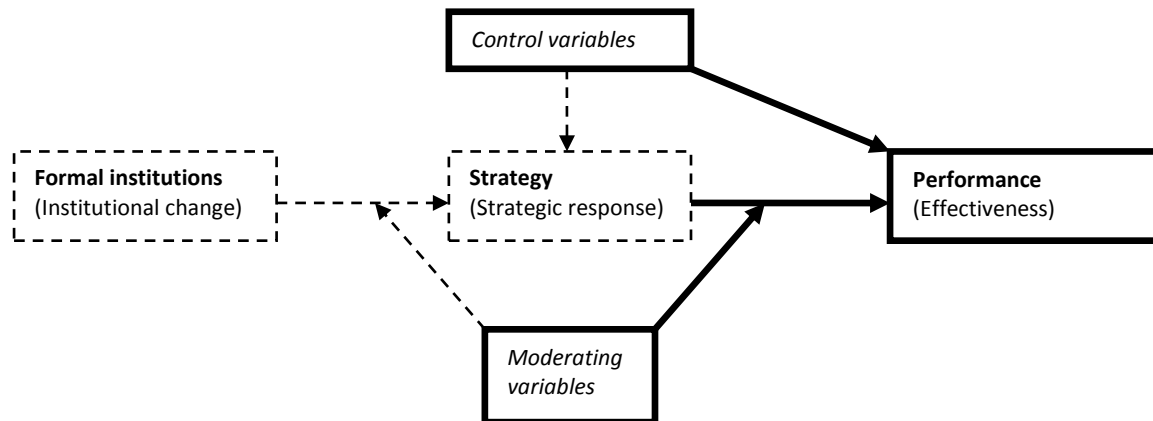 Control variables
Formal institutions
(Institutional change)
Strategy
(Strategic response)
Performance
(Effectiveness)
Moderating
variables